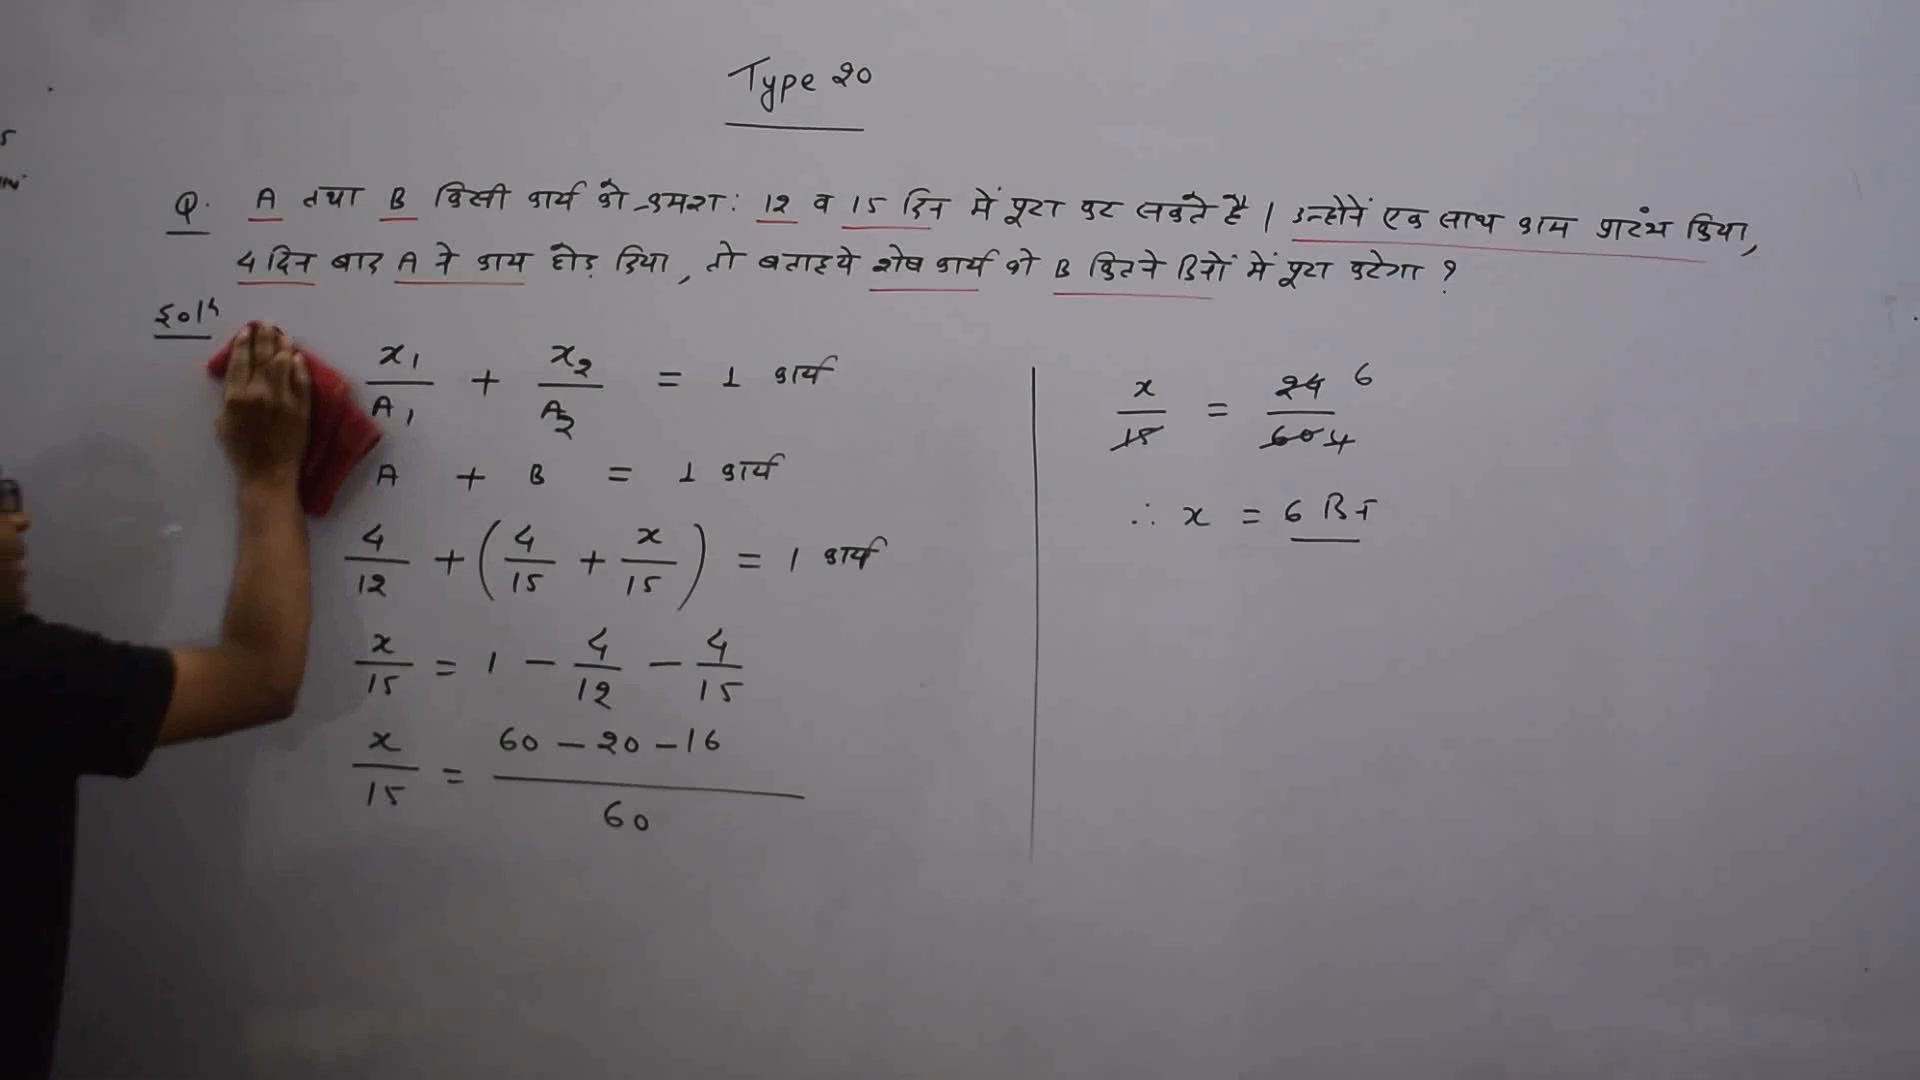 Type 20
Q. A तथा B किसी कार्य को क्रमशः 12 व 15 दिन में पूरा कर सकते है । उन्होनें एक साथ काम प्रारंभ किया,
4 दिन बाद A ने काम छोड़ दिया, तो बताइये शेष कार्य को B कितने दिनों में पूरा करेगा ?
Solⁿ
x₁/A₁ + x₂/A₂ = 1 कार्य
A + B = 1 कार्य
4/12 + (4/15 + x/15) = 1 कार्य
x/15 = 1 - 4/12 - 4/15
x/15 = 60 - 20 - 16 / 60
x/15 = 24 6 / 60 4
∴ x = 6 दिन